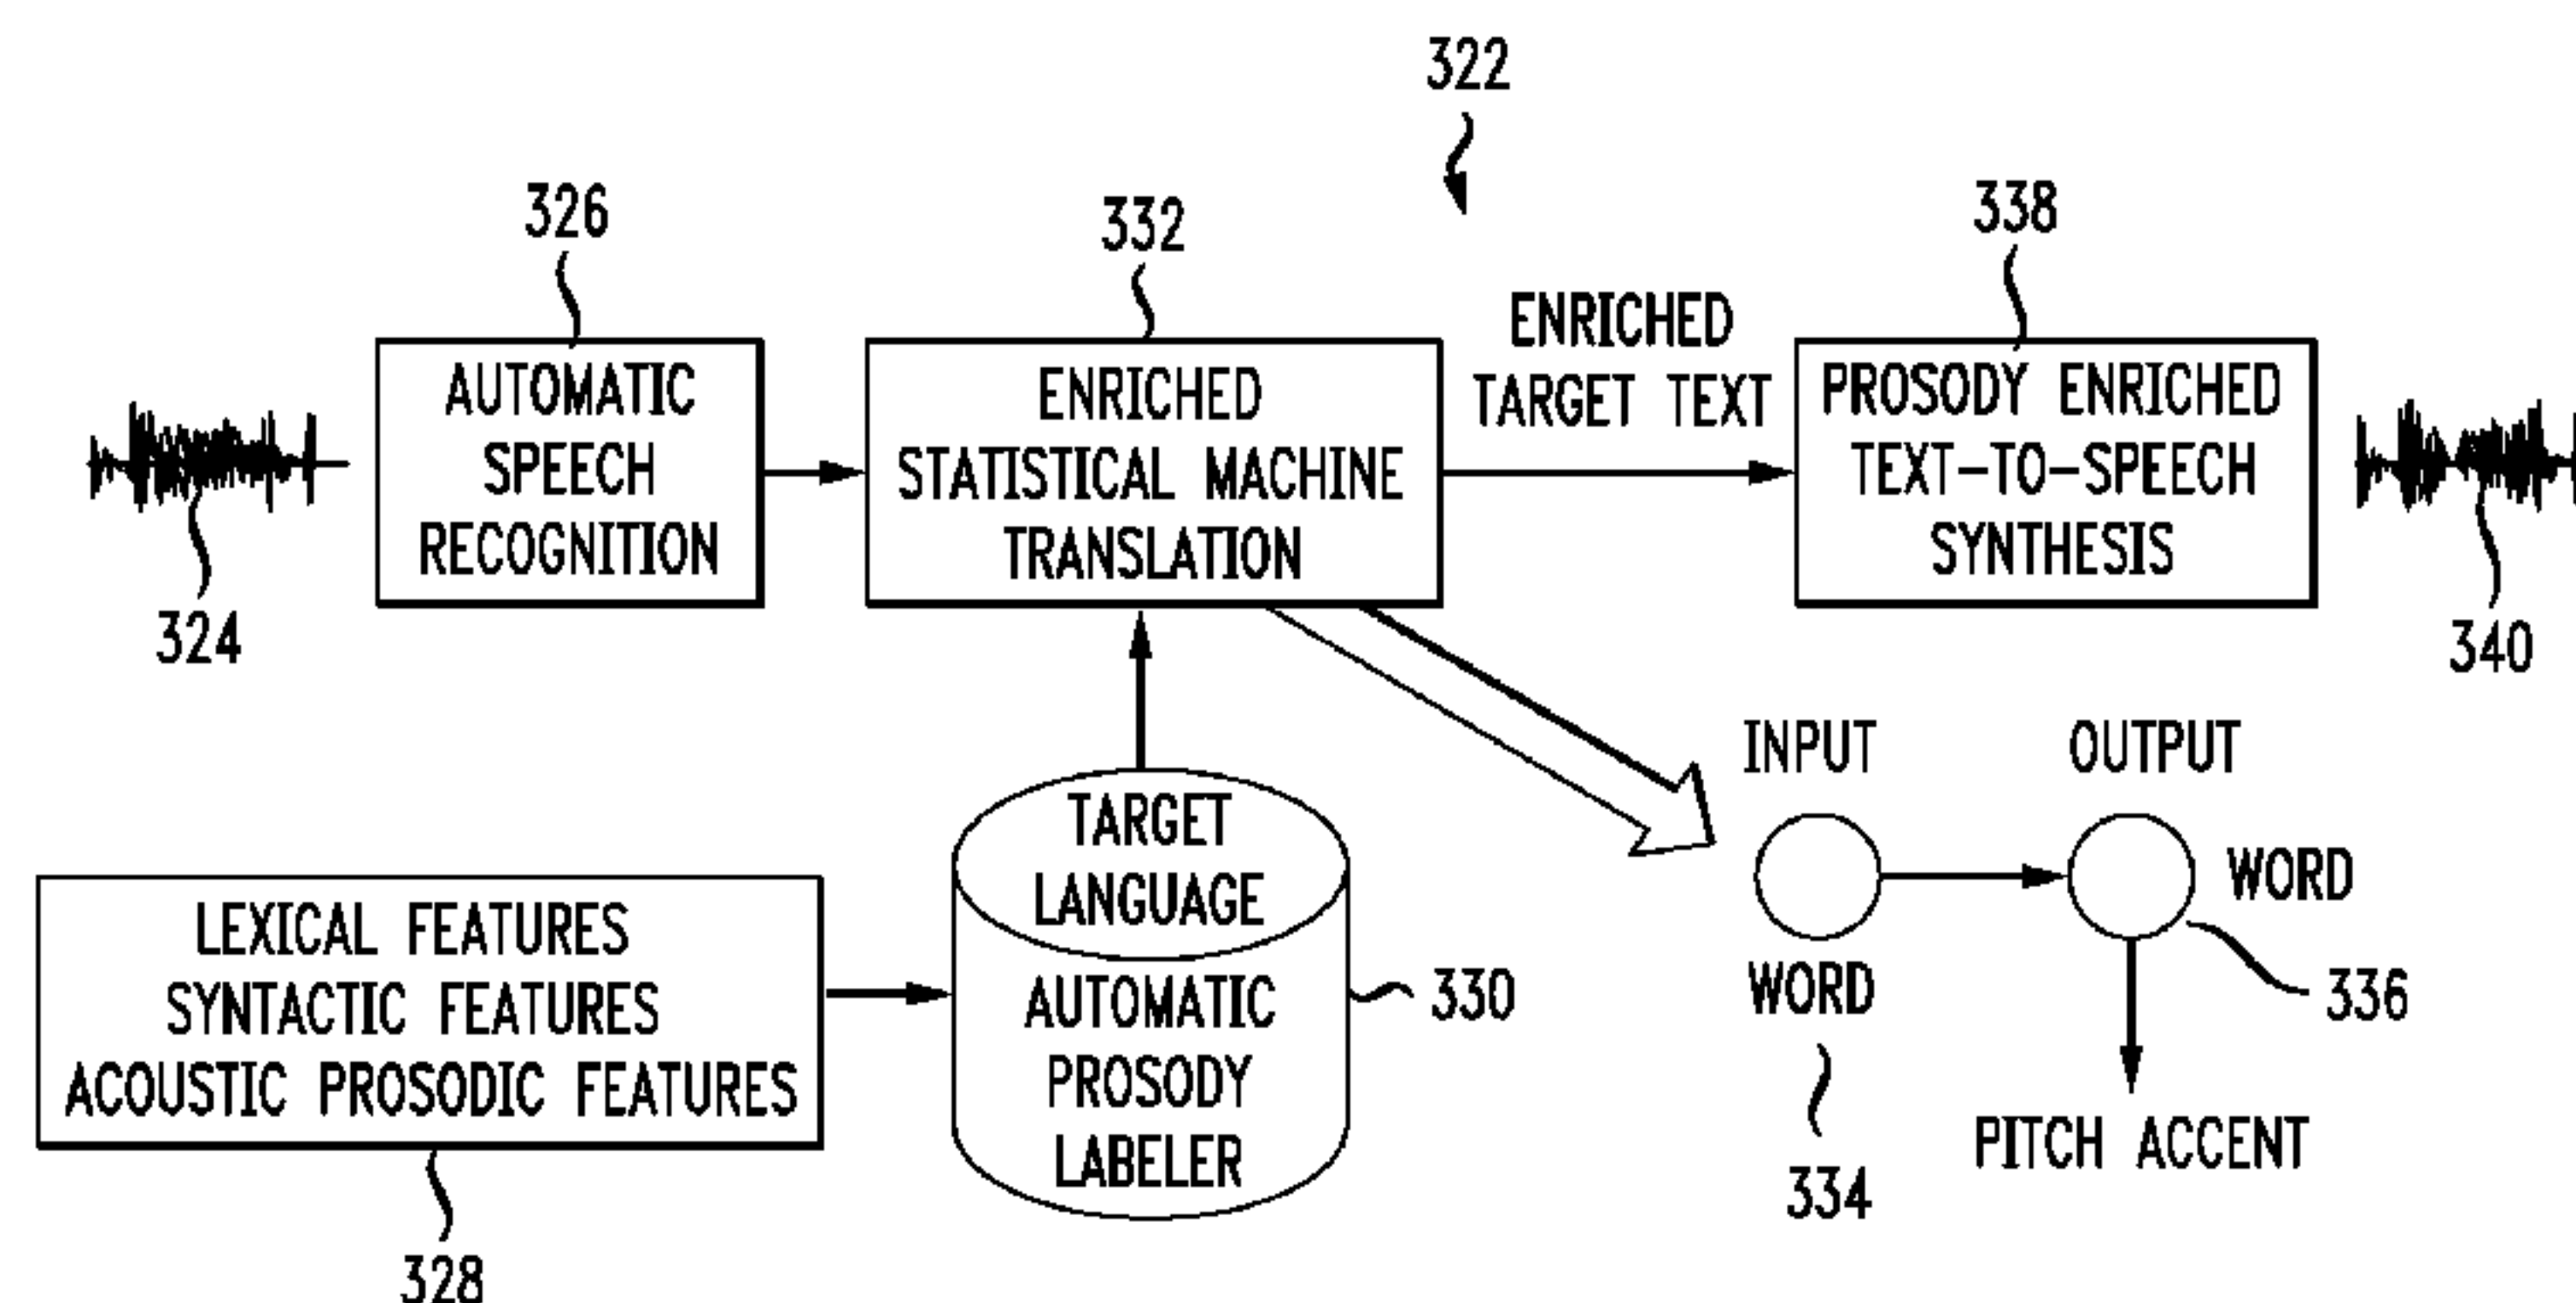 322
326
332
338
ENRICHED
TARGET TEXT
AUTOMATIC
SPEECH
RECOGNITION
ENRICHED
STATISTICAL MACHINE
TRANSLATION
PROSODY ENRICHED
TEXT-TO-SPEECH
SYNTHESIS
324
340
INPUT
OUTPUT
TARGET
LANGUAGE
AUTOMATIC
PROSODY
LABELER
330
LEXICAL FEATURES
SYNTACTIC FEATURES
ACOUSTIC PROSODIC FEATURES
328
WORD
334
WORD
336
PITCH ACCENT